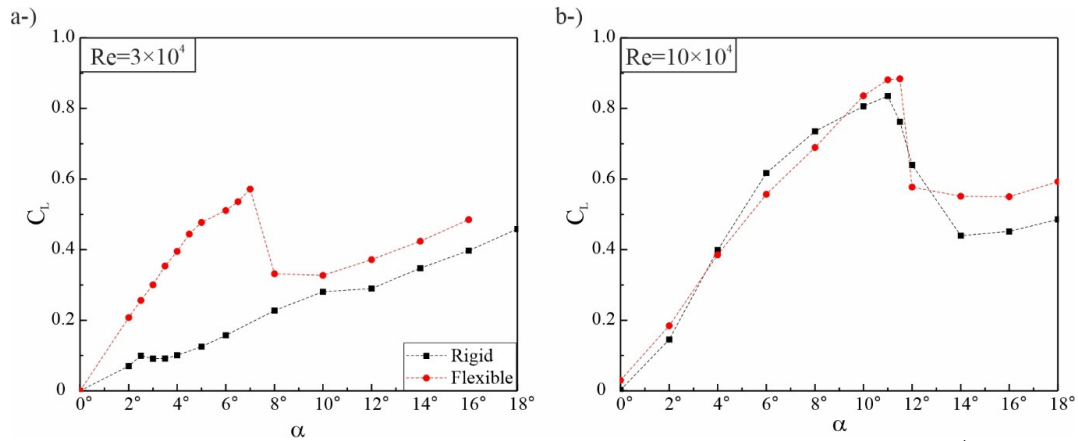 a-)
Re=3×10⁴
1.0
0.8
0.6
0.4
0.2
0
C_L
0° 2° 4° 6° 8° 10° 12° 14° 16° 18°
α
Rigid
Flexible
b-)
Re=10×10⁴
1.0
0.8
0.6
0.4
0.2
0
C_L
0° 2° 4° 6° 8° 10° 12° 14° 16° 18°
α